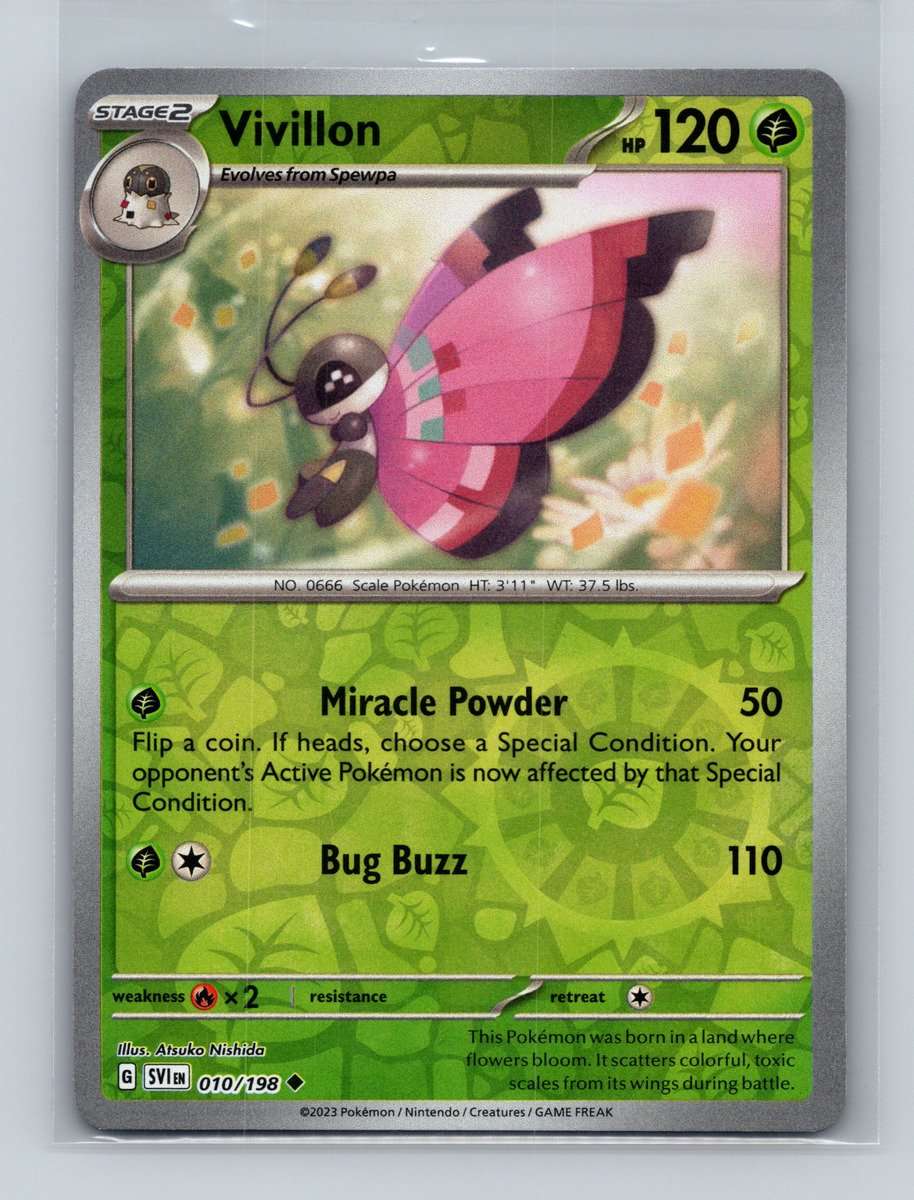 STAGE2
Vivillon
HP 120
Evolves from Spewpa
NO. 0666 Scale Pokémon HT: 3'11" WT: 37.5 lbs.
Miracle Powder 50
Flip a coin. If heads, choose a Special Condition. Your
opponent's Active Pokémon is now affected by that Special
Condition.
Bug Buzz 110
weakness ×2 resistance retreat
Illus. Atsuko Nishida
G SVI EN 010/198
This Pokémon was born in a land where
flowers bloom. It scatters colorful, toxic
scales from its wings during battle.
©2023 Pokémon / Nintendo / Creatures / GAME FREAK